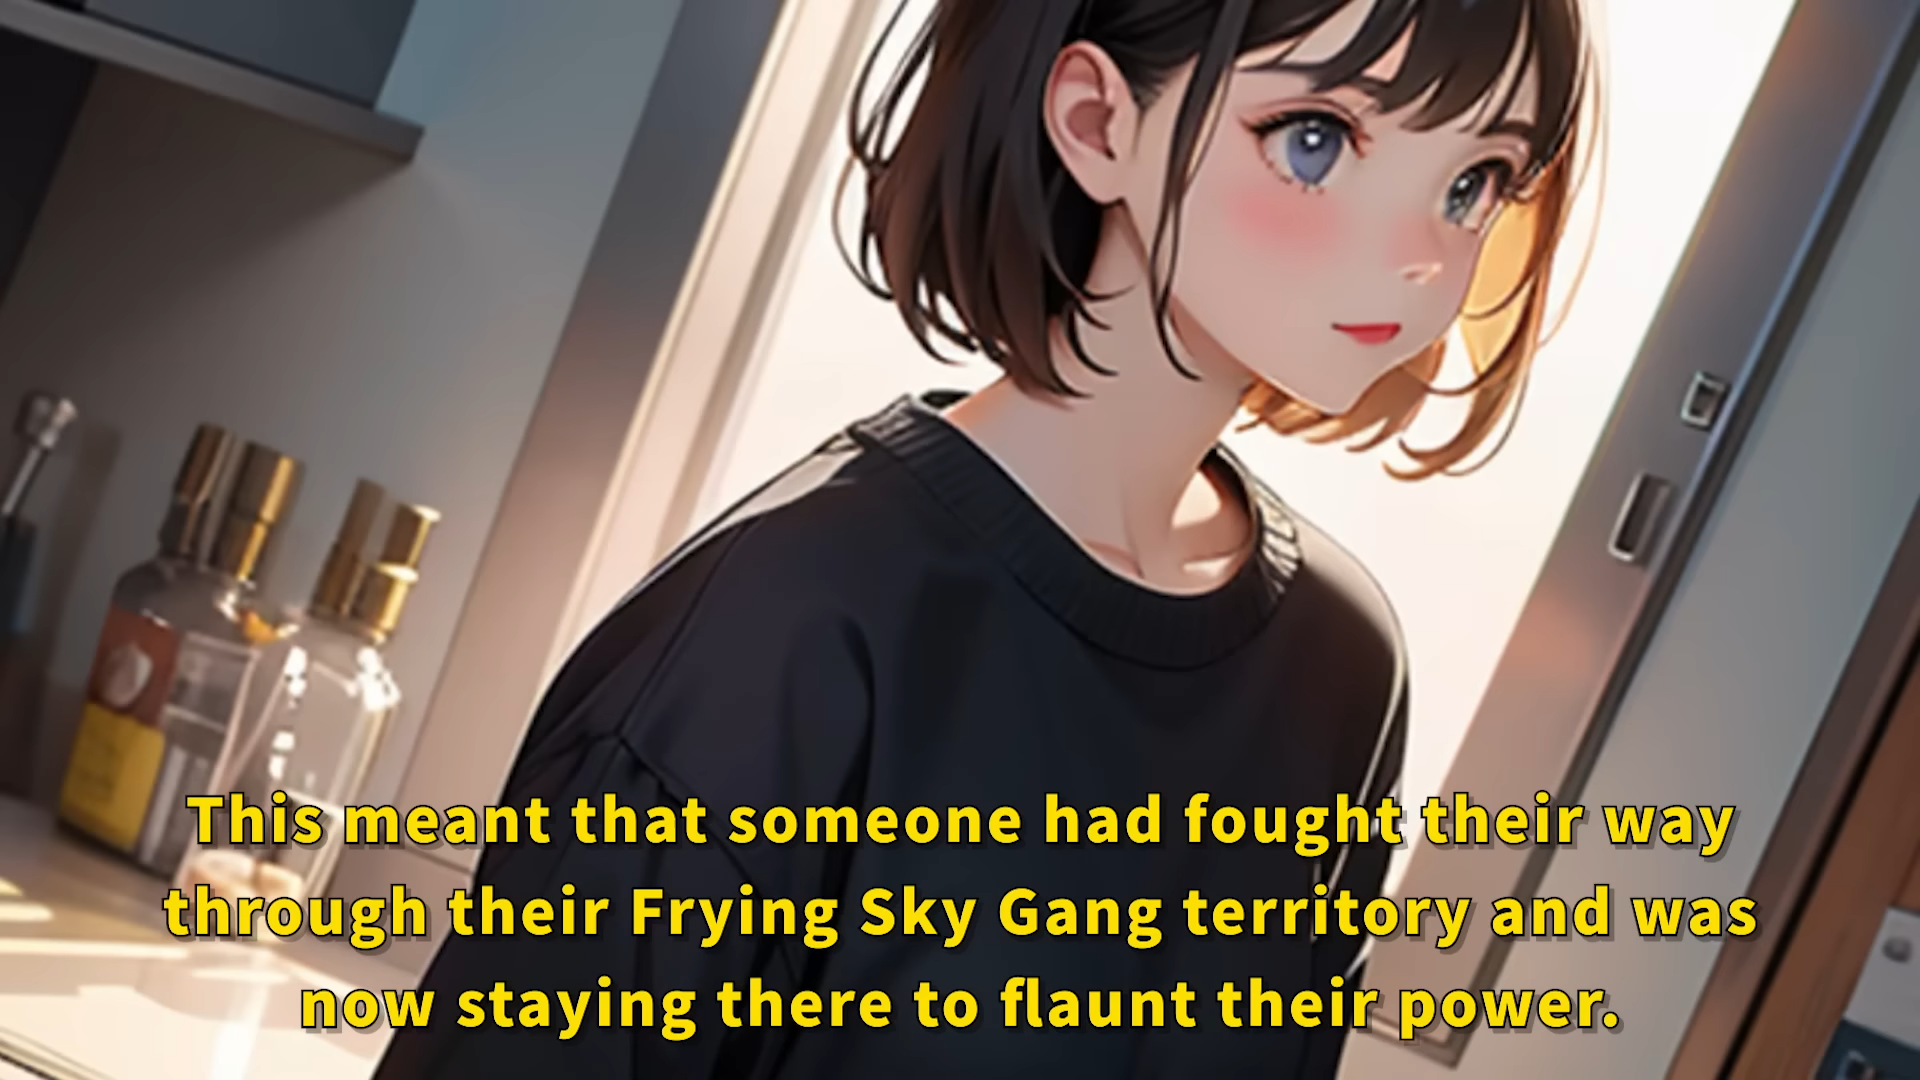 This meant that someone had fought their way
through their Frying Sky Gang territory and was
now staying there to flaunt their power.